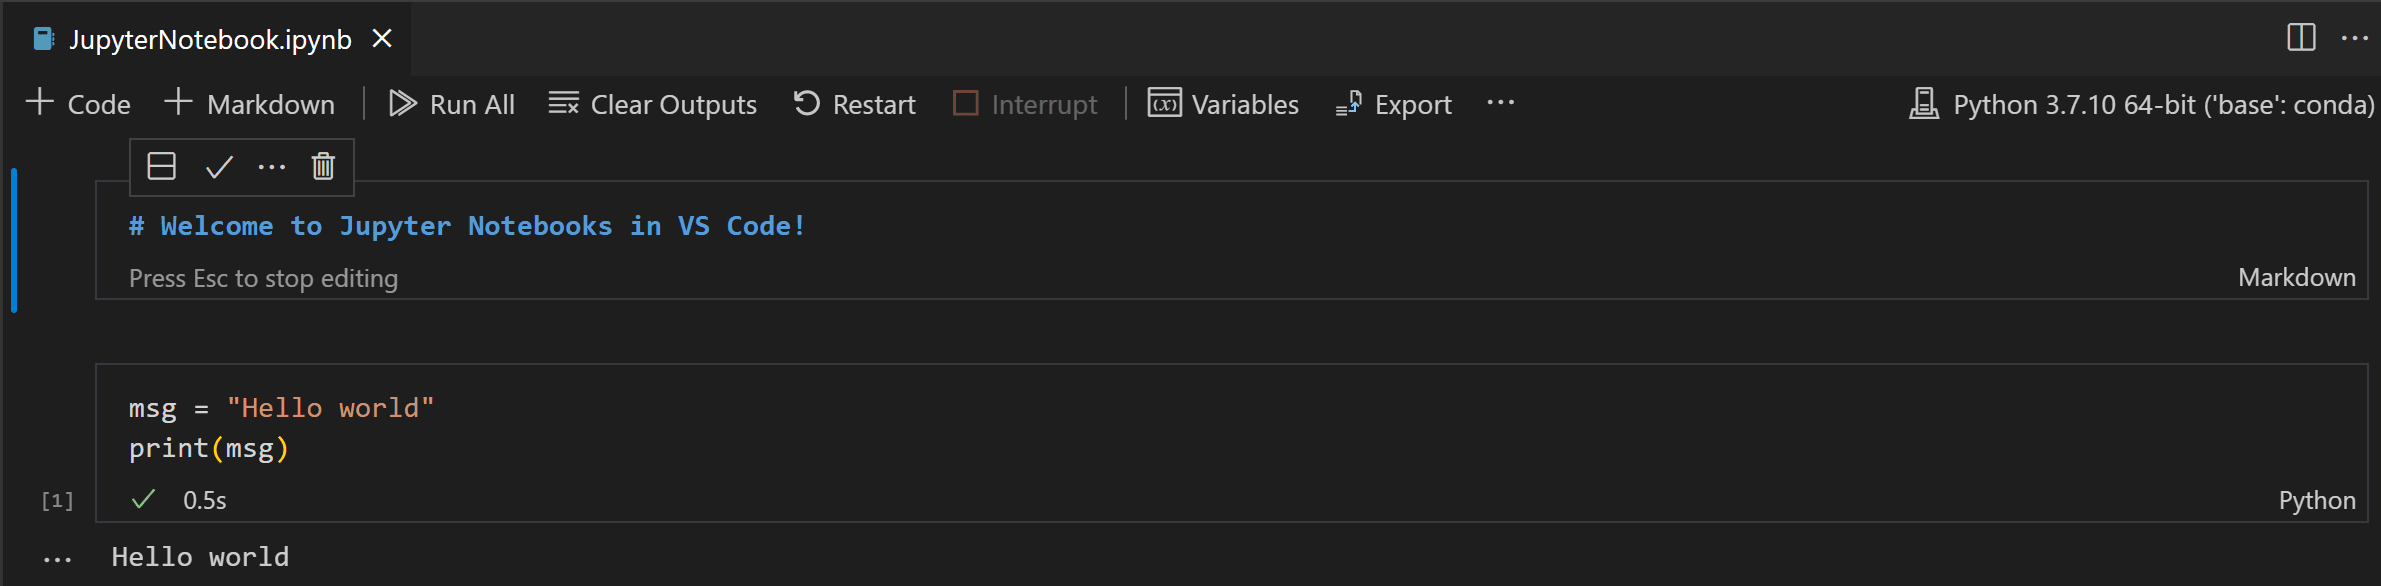 JupyterNotebook.ipynb
Code Markdown Run All Clear Outputs Restart Interrupt Variables Export ··· Python 3.7.10 64-bit ('base': conda)
# Welcome to Jupyter Notebooks in VS Code!
Press Esc to stop editing Markdown
msg = "Hello world"
print(msg)
[1] 0.5s Python
Hello world